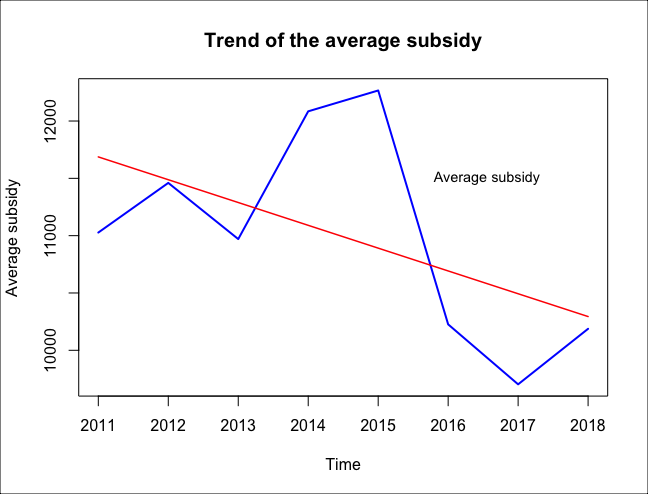 Trend of the average subsidy
Average subsidy
12000
11000
10000
Average subsidy
2011 2012 2013 2014 2015 2016 2017 2018
Time